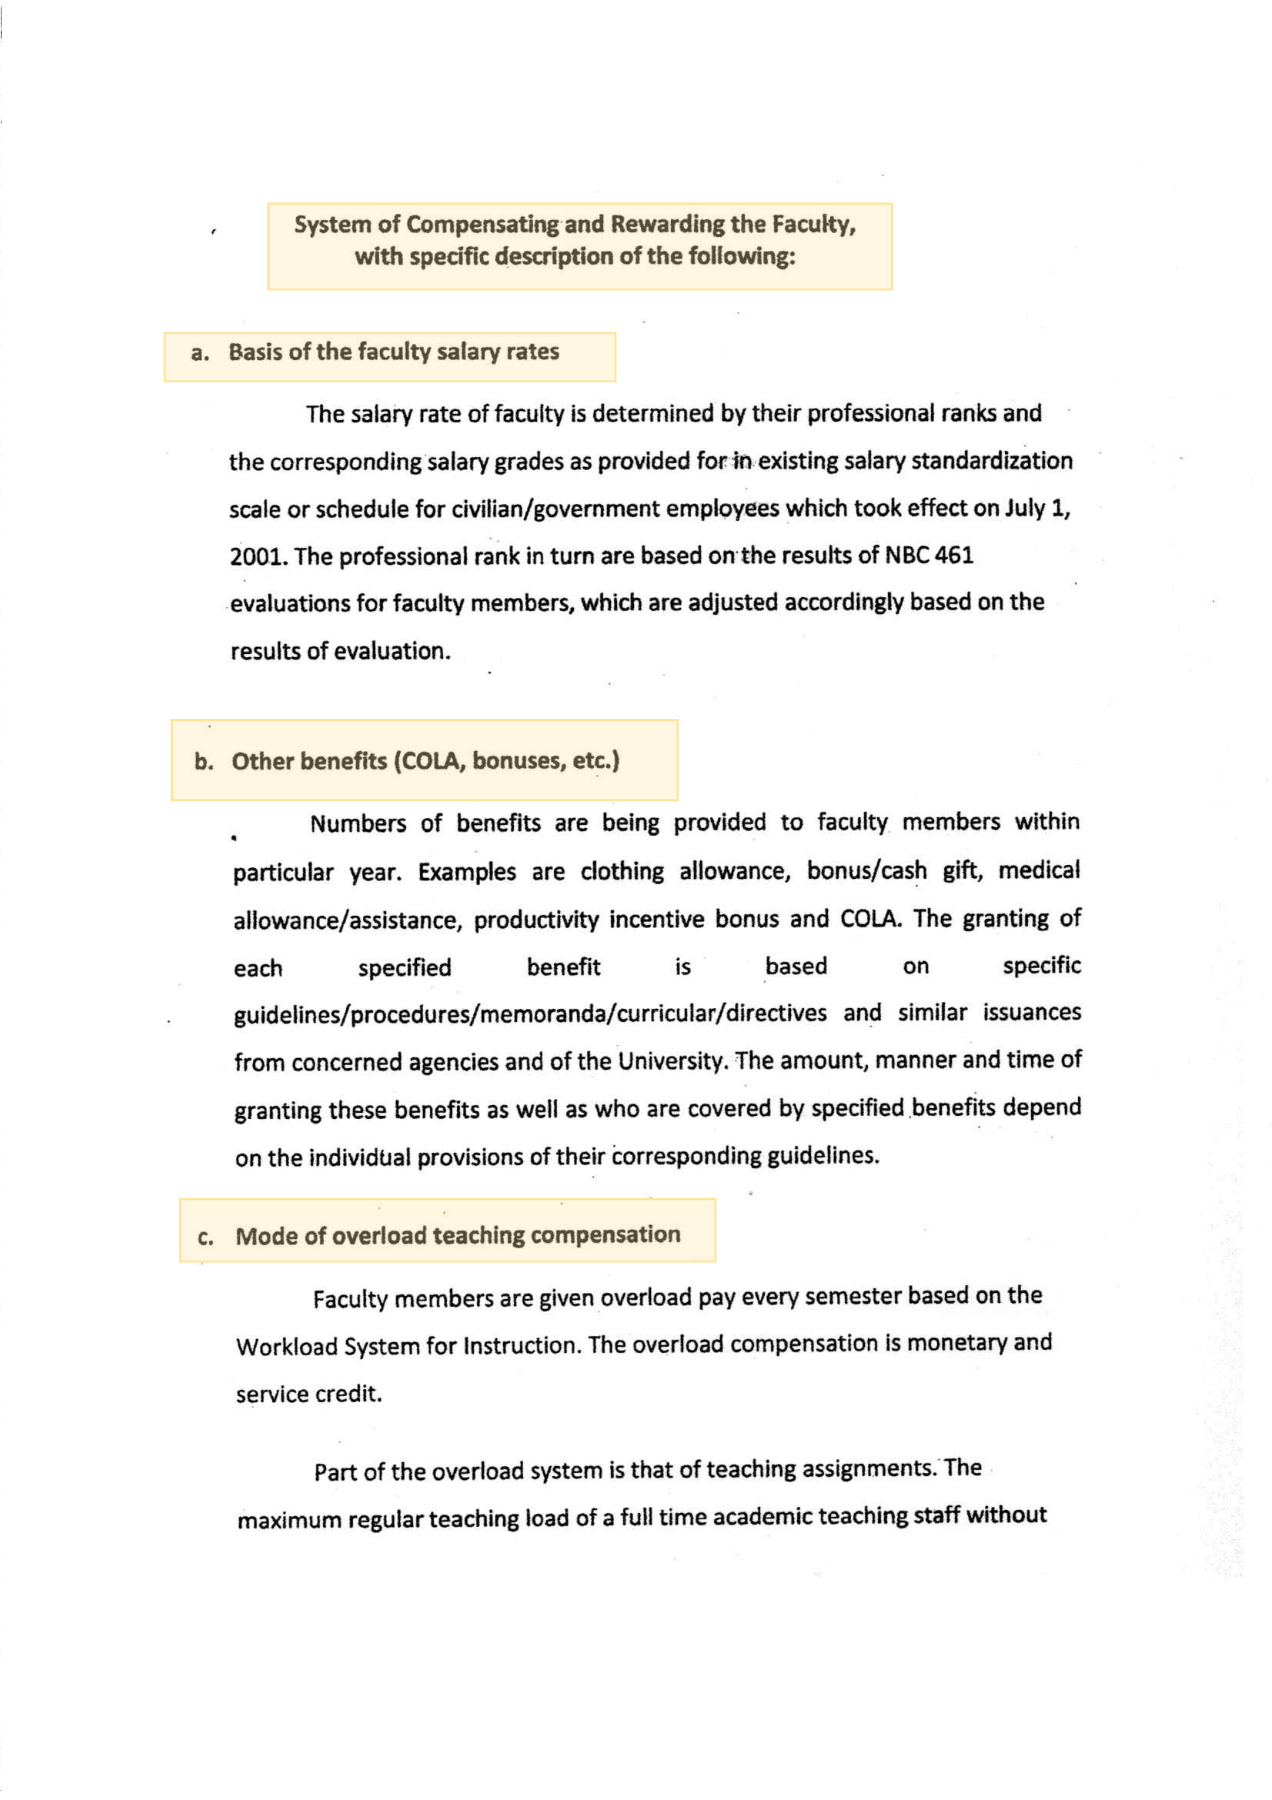 System of Compensating and Rewarding the Faculty,
with specific description of the following:
a. Basis of the faculty salary rates
The salary rate of faculty is determined by their professional ranks and
the corresponding salary grades as provided for in existing salary standardization
scale or schedule for civilian/government employees which took effect on July 1,
2001. The professional rank in turn are based on the results of NBC 461
evaluations for faculty members, which are adjusted accordingly based on the
results of evaluation.
b. Other benefits (COLA, bonuses, etc.)
Numbers of benefits are being provided to faculty members within
particular year. Examples are clothing allowance, bonus/cash gift, medical
allowance/assistance, productivity incentive bonus and COLA. The granting of
each specified benefit is based on specific
guidelines/procedures/memoranda/curricular/directives and similar issuances
from concerned agencies and of the University. The amount, manner and time of
granting these benefits as well as who are covered by specified benefits depend
on the individual provisions of their corresponding guidelines.
c. Mode of overload teaching compensation
Faculty members are given overload pay every semester based on the
Workload System for Instruction. The overload compensation is monetary and
service credit.
Part of the overload system is that of teaching assignments. The
maximum regular teaching load of a full time academic teaching staff without